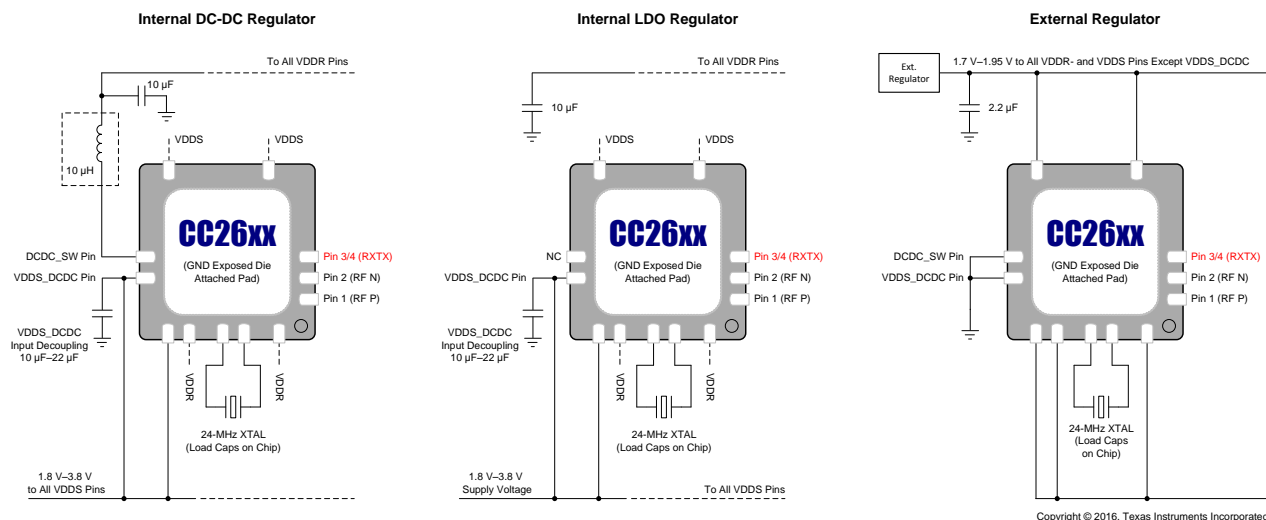 Internal DC-DC Regulator
To All VDDR Pins
10 µF
10 µH
VDDS
VDDS
CC26xx
(GND Exposed Die
Attached Pad)
DCDC_SW Pin
VDDS_DCDC Pin
Pin 3/4 (RXTX)
Pin 2 (RF N)
Pin 1 (RF P)
VDDS_DCDC
Input Decoupling
10 µF–22 µF
VDDR
VDDR
24-MHz XTAL
(Load Caps on Chip)
1.8 V–3.8 V
to All VDDS Pins
Internal LDO Regulator
To All VDDR Pins
10 µF
VDDS
VDDS
CC26xx
(GND Exposed Die
Attached Pad)
NC
VDDS_DCDC Pin
Pin 3/4 (RXTX)
Pin 2 (RF N)
Pin 1 (RF P)
VDDS_DCDC
Input Decoupling
10 µF–22 µF
VDDR
VDDR
24-MHz XTAL
(Load Caps on Chip)
1.8 V–3.8 V
Supply Voltage
To All VDDS Pins
External Regulator
Ext.
Regulator
1.7 V–1.95 V to All VDDR- and VDDS Pins Except VDDS_DCDC
2.2 µF
CC26xx
(GND Exposed Die
Attached Pad)
DCDC_SW Pin
VDDS_DCDC Pin
Pin 3/4 (RXTX)
Pin 2 (RF N)
Pin 1 (RF P)
24-MHz XTAL
(Load Caps
on Chip)
Copyright © 2016, Texas Instruments Incorporated